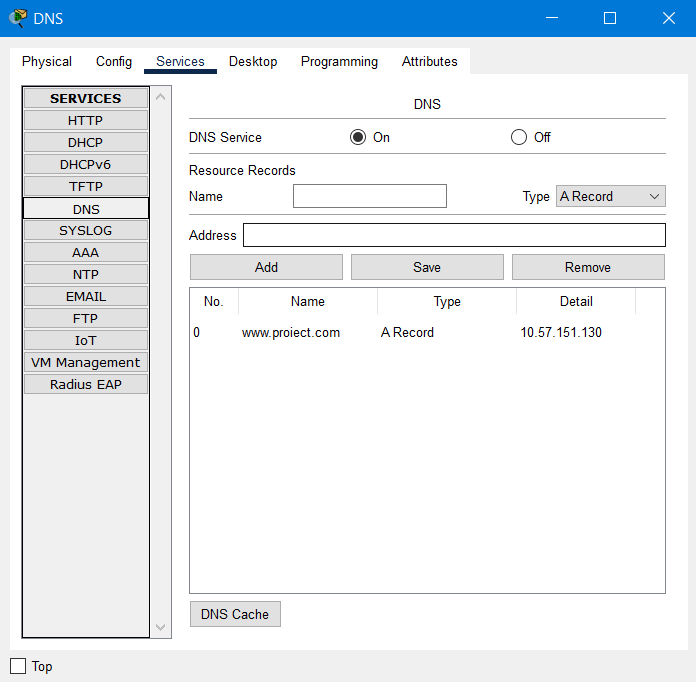 DNS
Physical Config Services Desktop Programming Attributes
SERVICES
HTTP
DHCP
DHCPv6
TFTP
DNS
SYSLOG
AAA
NTP
EMAIL
FTP
IoT
VM Management
Radius EAP
DNS
DNS Service On Off
Resource Records
Name Type A Record
Address
Add Save Remove
No. Name Type Detail
0 www.proiect.com A Record 10.57.151.130
DNS Cache
Top